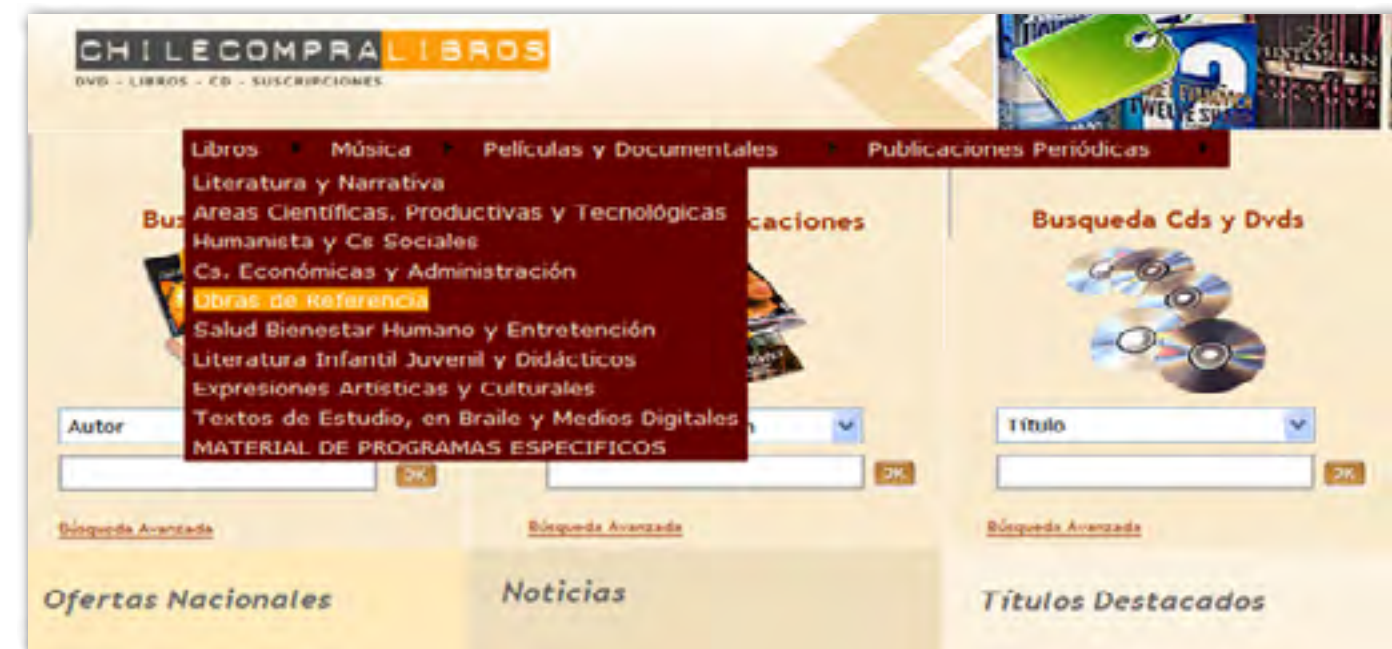 CHILECOMPRALIBROS
DVD - LIBROS - CD - SUSCRIPCIONES
Libros Música Películas y Documentales Publicaciones Periódicas
Literatura y Narrativa
Areas Científicas, Productivas y Tecnológicas
Humanista y Cs Sociales
Cs. Económicas y Administración
Obras de Referencia
Salud Bienestar Humano y Entretención
Literatura Infantil Juvenil y Didácticos
Expresiones Artísticas y Culturales
Textos de Estudio, en Braile y Medios Digitales
MATERIAL DE PROGRAMAS ESPECIFICOS
Busqueda Cds y Dvds
Autor
Título
OK OK OK
Búsqueda Avanzada Búsqueda Avanzada Búsqueda Avanzada
Ofertas Nacionales
Noticias
Títulos Destacados